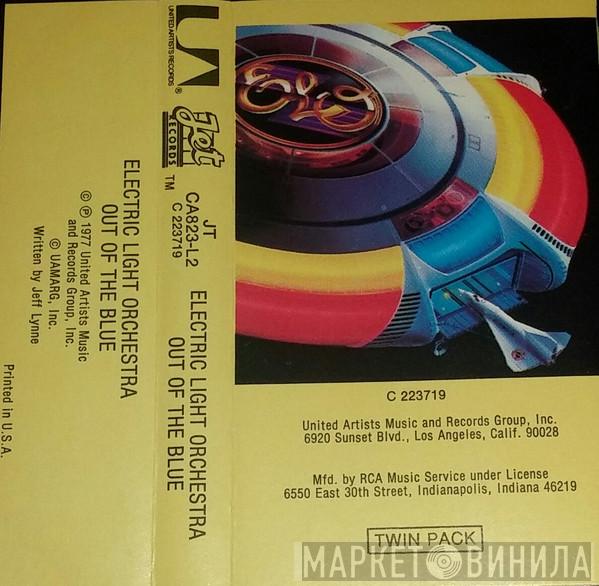 UNITED ARTISTS RECORDS ®
UA
Jet
RECORDS
TM
JT
CA823-L2
C 223719
ELECTRIC LIGHT ORCHESTRA
OUT OF THE BLUE
ELECTRIC LIGHT ORCHESTRA
OUT OF THE BLUE
© ℗ 1977 United Artists Music
and Records Group, Inc.
© UAMARG, Inc.
Written by Jeff Lynne
Printed in U.S.A.
ELO
C 223719
United Artists Music and Records Group, Inc.
6920 Sunset Blvd., Los Angeles, Calif. 90028
Mfd. by RCA Music Service under License
6550 East 30th Street, Indianapolis, Indiana 46219
TWIN PACK
МАРКЕТ ВИНИЛА